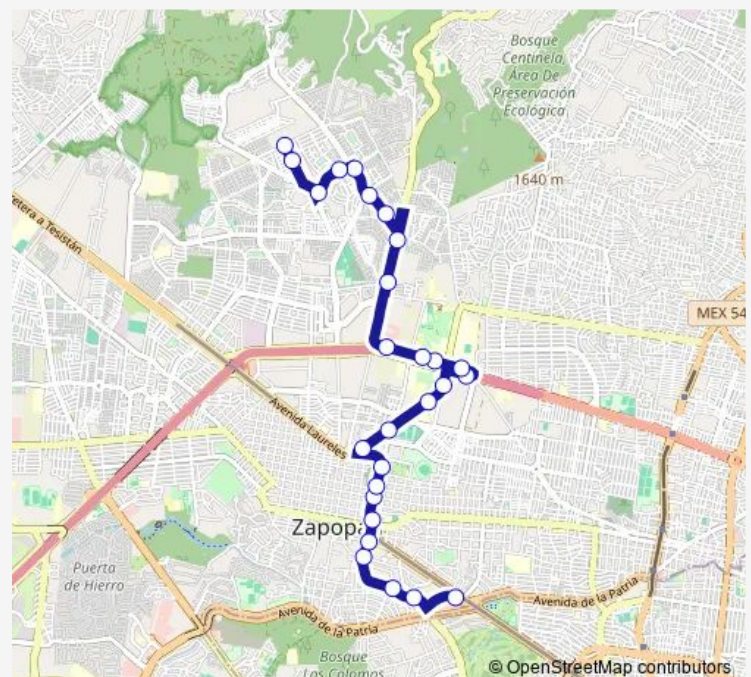 Bosque
Centinela,
Área De
Preservación
Ecológica
1640 m
etera a Tesistán
MEX 54
Avenida Laureles
Zapopa
Puerta
de Hierro
Avenida de la Patria
Avenida de la Patria
Bosque
Los Colomos
© OpenStreetMap contributors